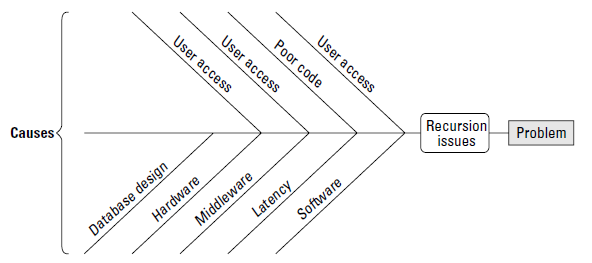 User access
User access
Poor code
User access
Causes
Recursion
issues
Problem
Database design
Hardware
Middleware
Latency
Software